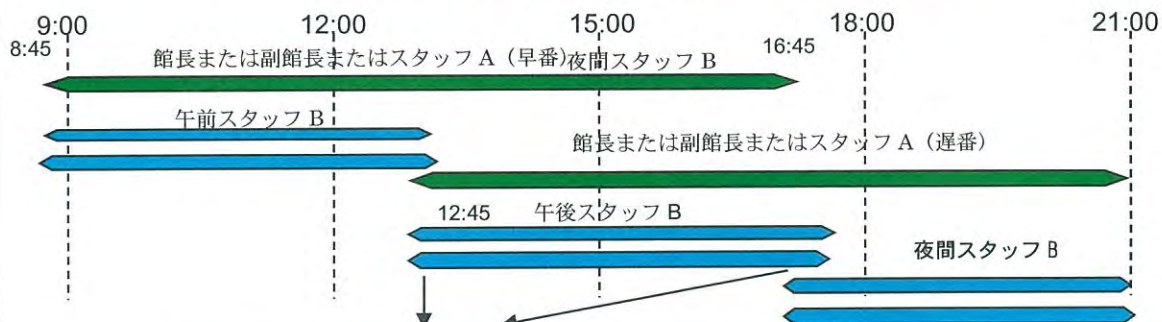 9:00 12:00 15:00 18:00 21:00
8:45 16:45
館長または副館長またはスタッフA（早番）夜間スタッフB
午前スタッフB
館長または副館長またはスタッフA（遅番）
12:45 午後スタッフB
夜間スタッフB